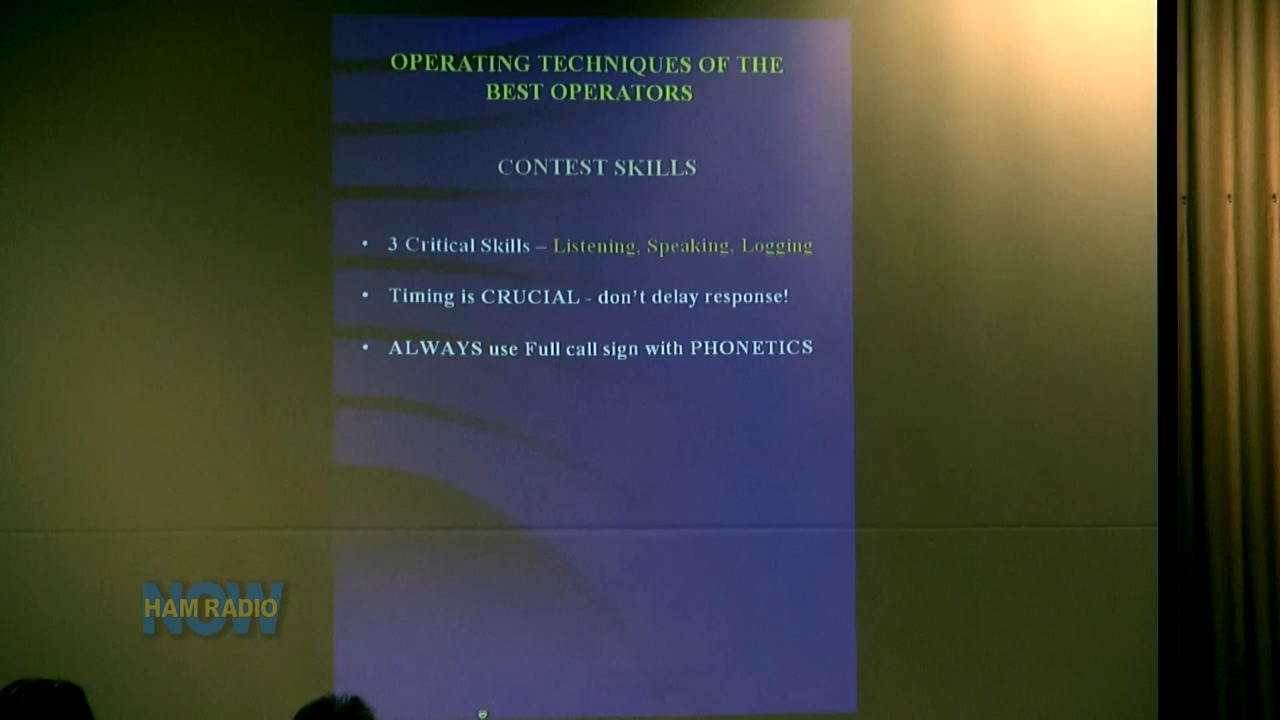 OPERATING TECHNIQUES OF THE
BEST OPERATORS
CONTEST SKILLS
• 3 Critical Skills – Listening, Speaking, Logging
• Timing is CRUCIAL - don't delay response!
• ALWAYS use Full call sign with PHONETICS
NOW
HAM RADIO